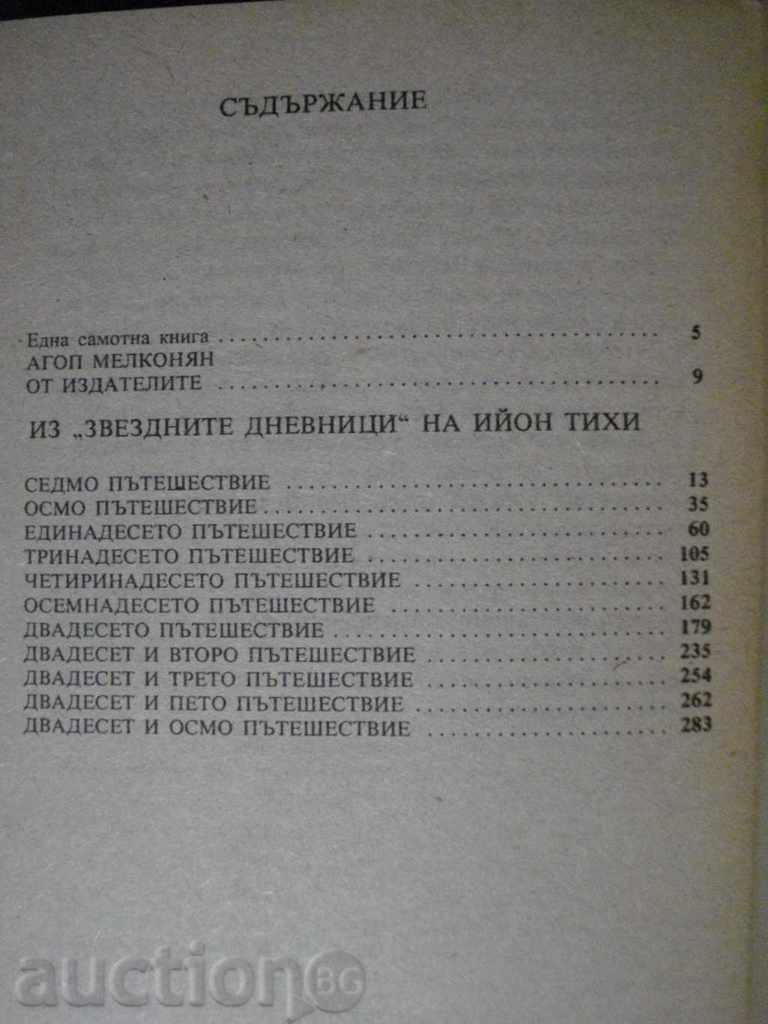 СЪДЪРЖАНИЕ
Една самотна книга ........................................ 5
АГОП МЕЛКОНЯН
ОТ ИЗДАТЕЛИТЕ ........................................ 9
ИЗ „ЗВЕЗДНИТЕ ДНЕВНИЦИ“ НА ИЙОН ТИХИ
СЕДМО ПЪТЕШЕСТВИЕ ................................ 13
ОСМО ПЪТЕШЕСТВИЕ ................................ 35
ЕДИНАДЕСЕТО ПЪТЕШЕСТВИЕ ........................ 60
ТРИНАДЕСЕТО ПЪТЕШЕСТВИЕ ........................ 105
ЧЕТИРИНАДЕСЕТО ПЪТЕШЕСТВИЕ .................... 131
ОСЕМНАДЕСЕТО ПЪТЕШЕСТВИЕ ...................... 162
ДВАДЕСЕТО ПЪТЕШЕСТВИЕ .......................... 179
ДВАДЕСЕТ И ВТОРО ПЪТЕШЕСТВИЕ .................. 235
ДВАДЕСЕТ И ТРЕТО ПЪТЕШЕСТВИЕ .................. 254
ДВАДЕСЕТ И ПЕТО ПЪТЕШЕСТВИЕ .................... 262
ДВАДЕСЕТ И ОСМО ПЪТЕШЕСТВИЕ .................... 283
auction BG